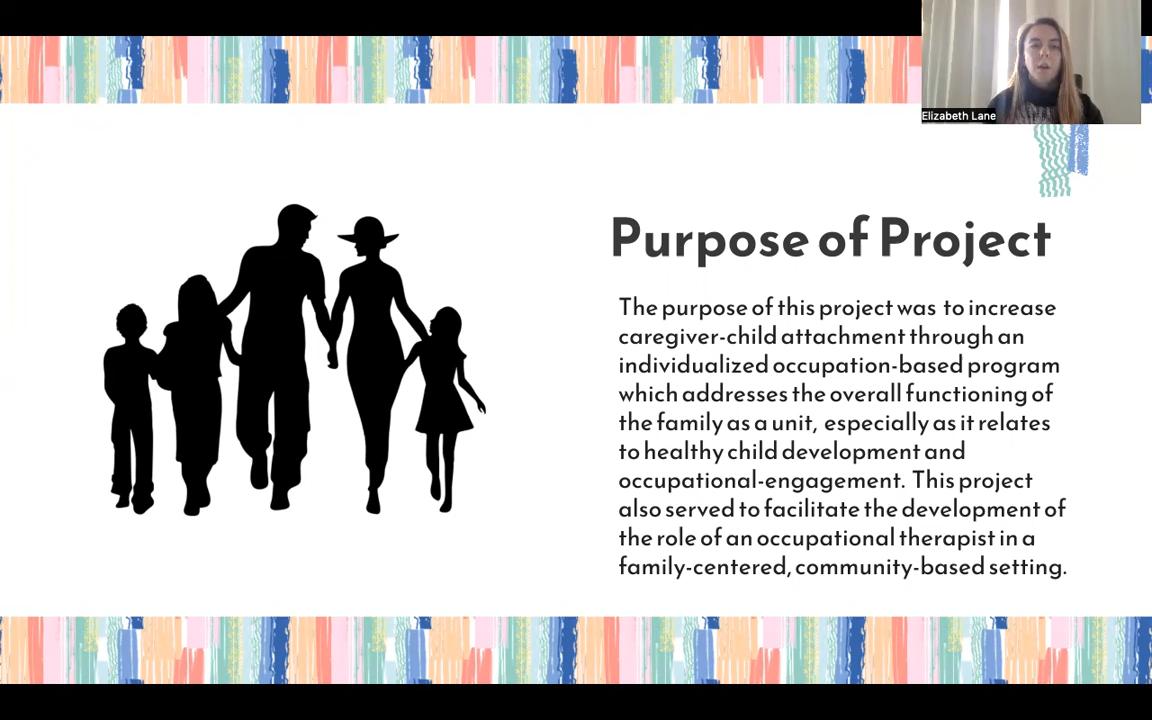 Elizabeth Lane
Purpose of Project
The purpose of this project was to increase
caregiver-child attachment through an
individualized occupation-based program
which addresses the overall functioning of
the family as a unit, especially as it relates
to healthy child development and
occupational-engagement. This project
also served to facilitate the development of
the role of an occupational therapist in a
family-centered, community-based setting.